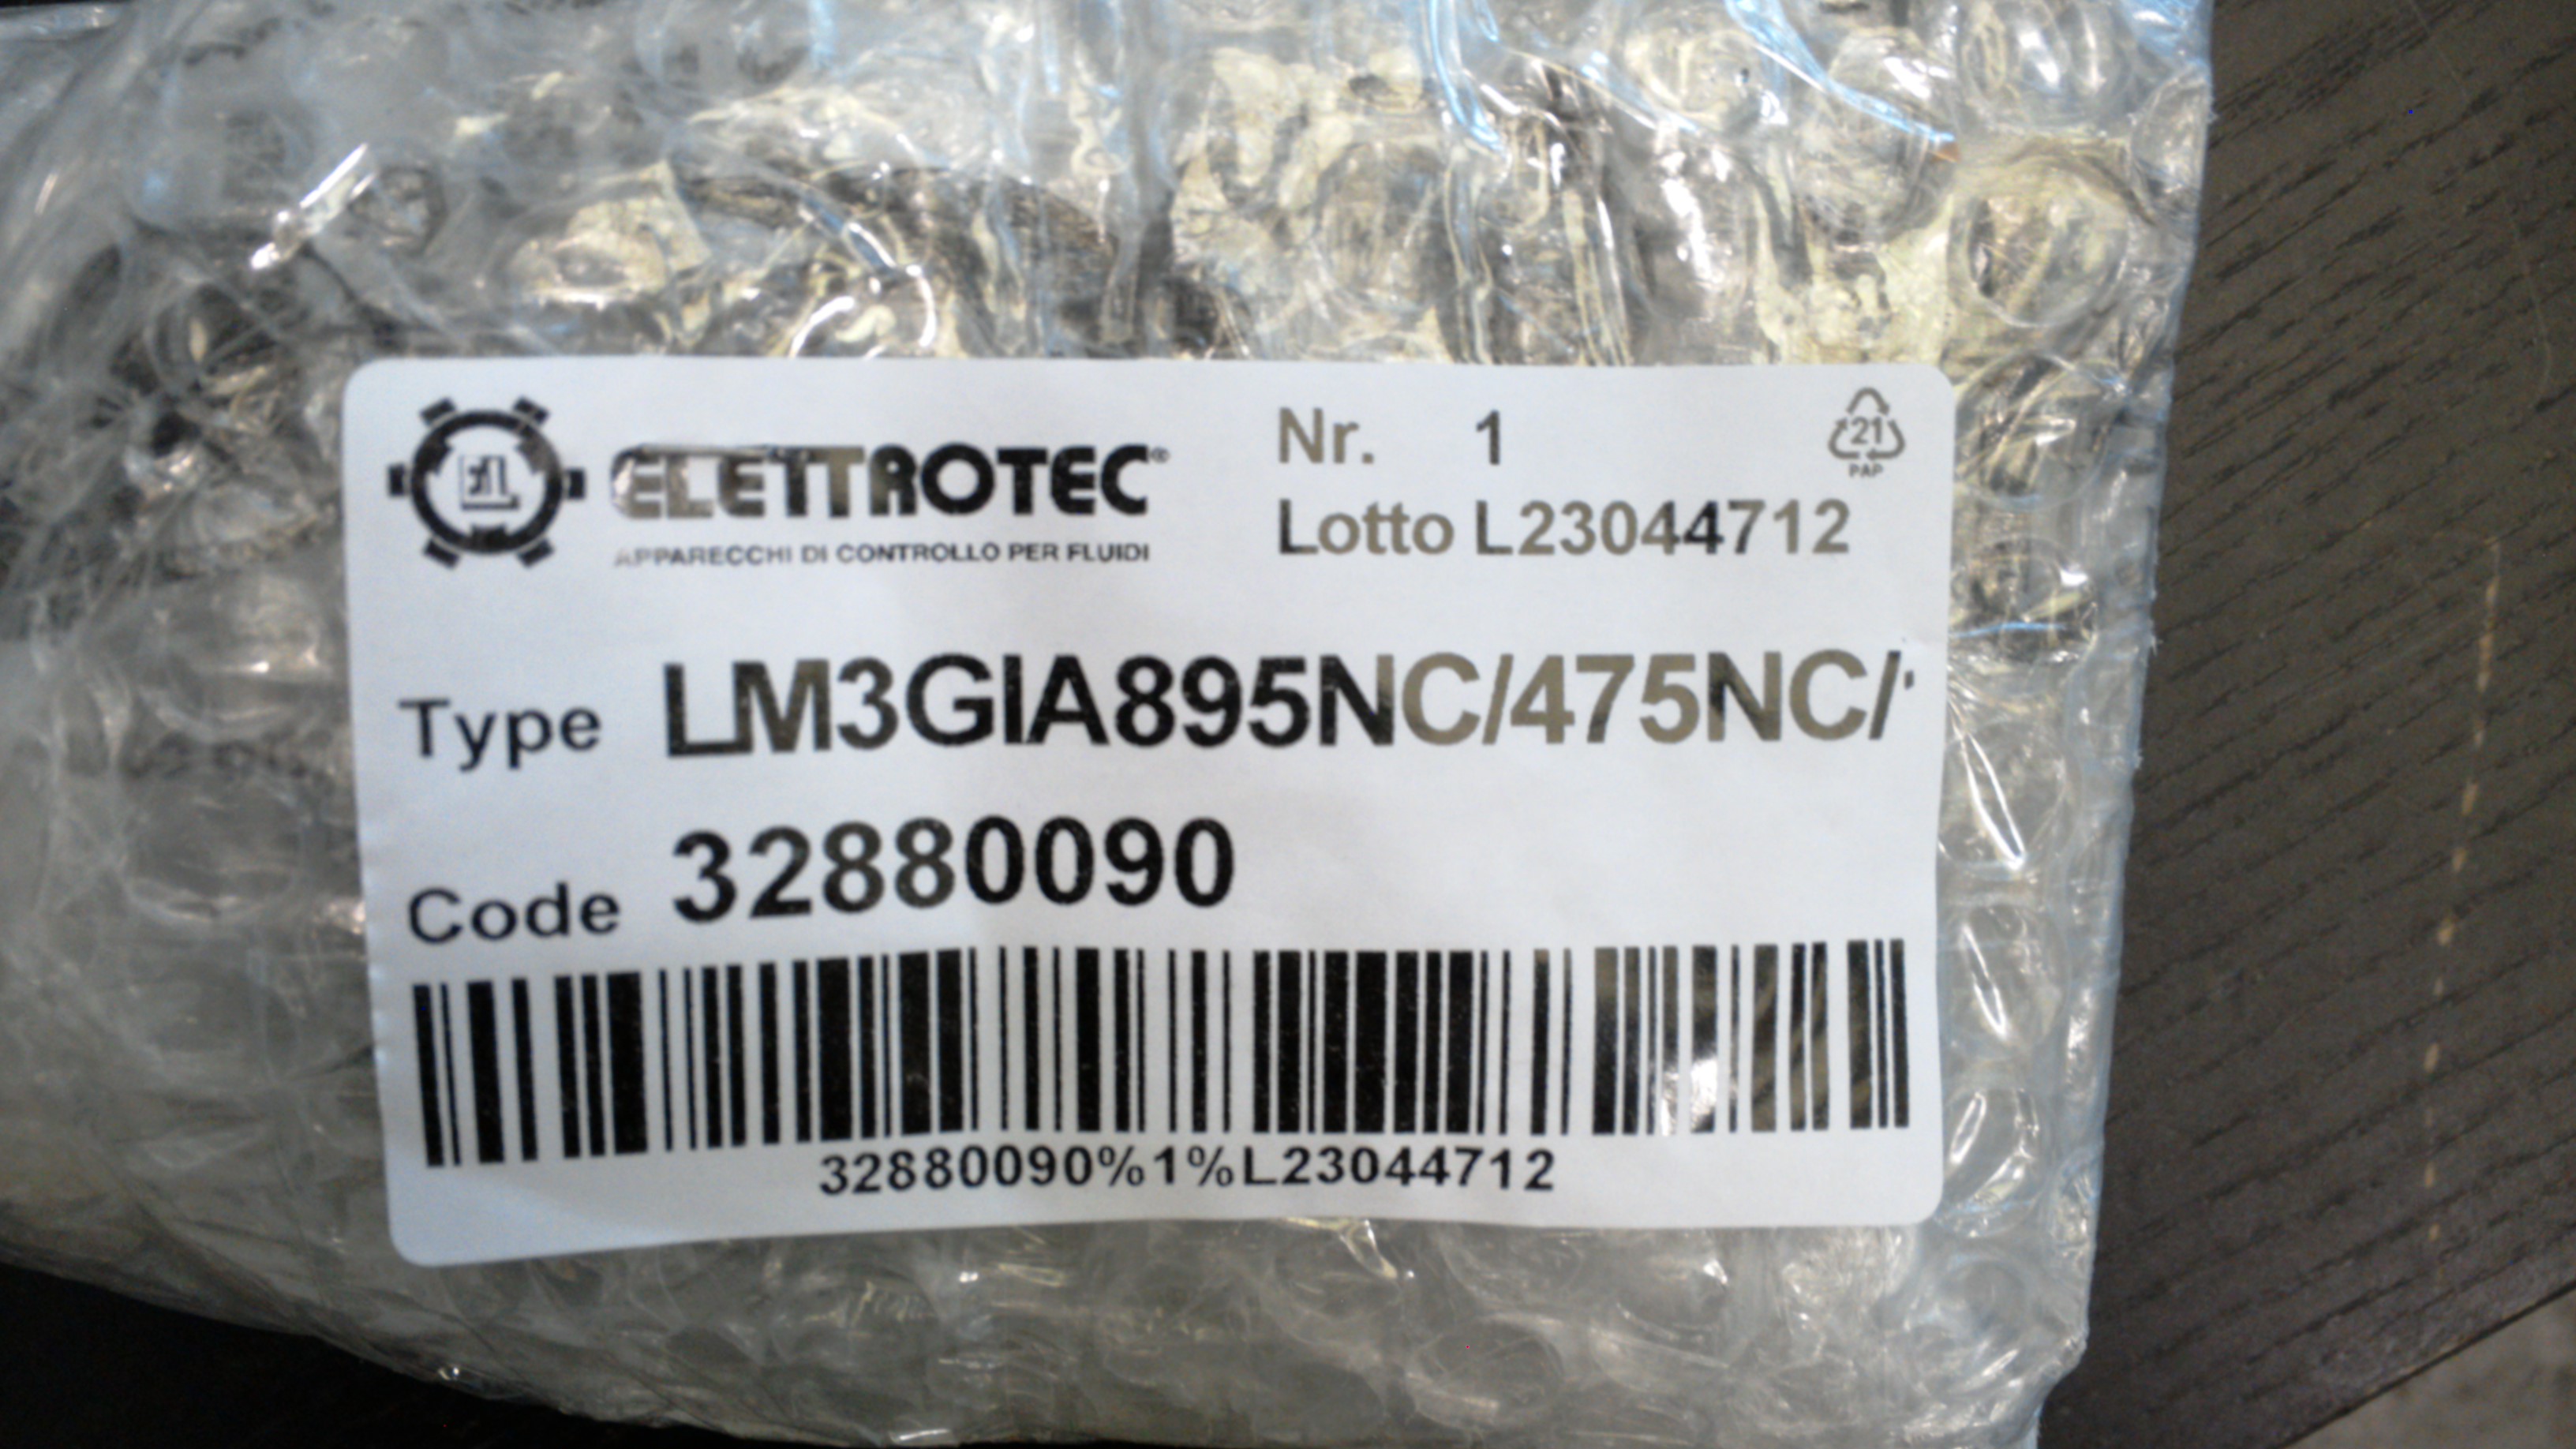 ELETTROTEC®
APPARECCHI DI CONTROLLO PER FLUIDI
Nr. 1
Lotto L23044712
21
PAP
Type LM3GIA895NC/475NC/
Code 32880090
32880090%1%L23044712